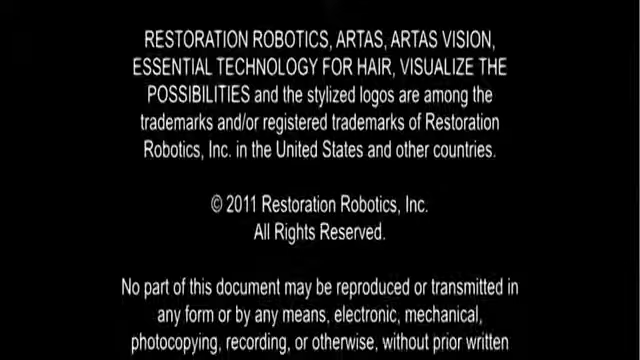 RESTORATION ROBOTICS, ARTAS, ARTAS VISION,
ESSENTIAL TECHNOLOGY FOR HAIR, VISUALIZE THE
POSSIBILITIES and the stylized logos are among the
trademarks and/or registered trademarks of Restoration
Robotics, Inc. in the United States and other countries.
© 2011 Restoration Robotics, Inc.
All Rights Reserved.
No part of this document may be reproduced or transmitted in
any form or by any means, electronic, mechanical,
photocopying, recording, or otherwise, without prior written